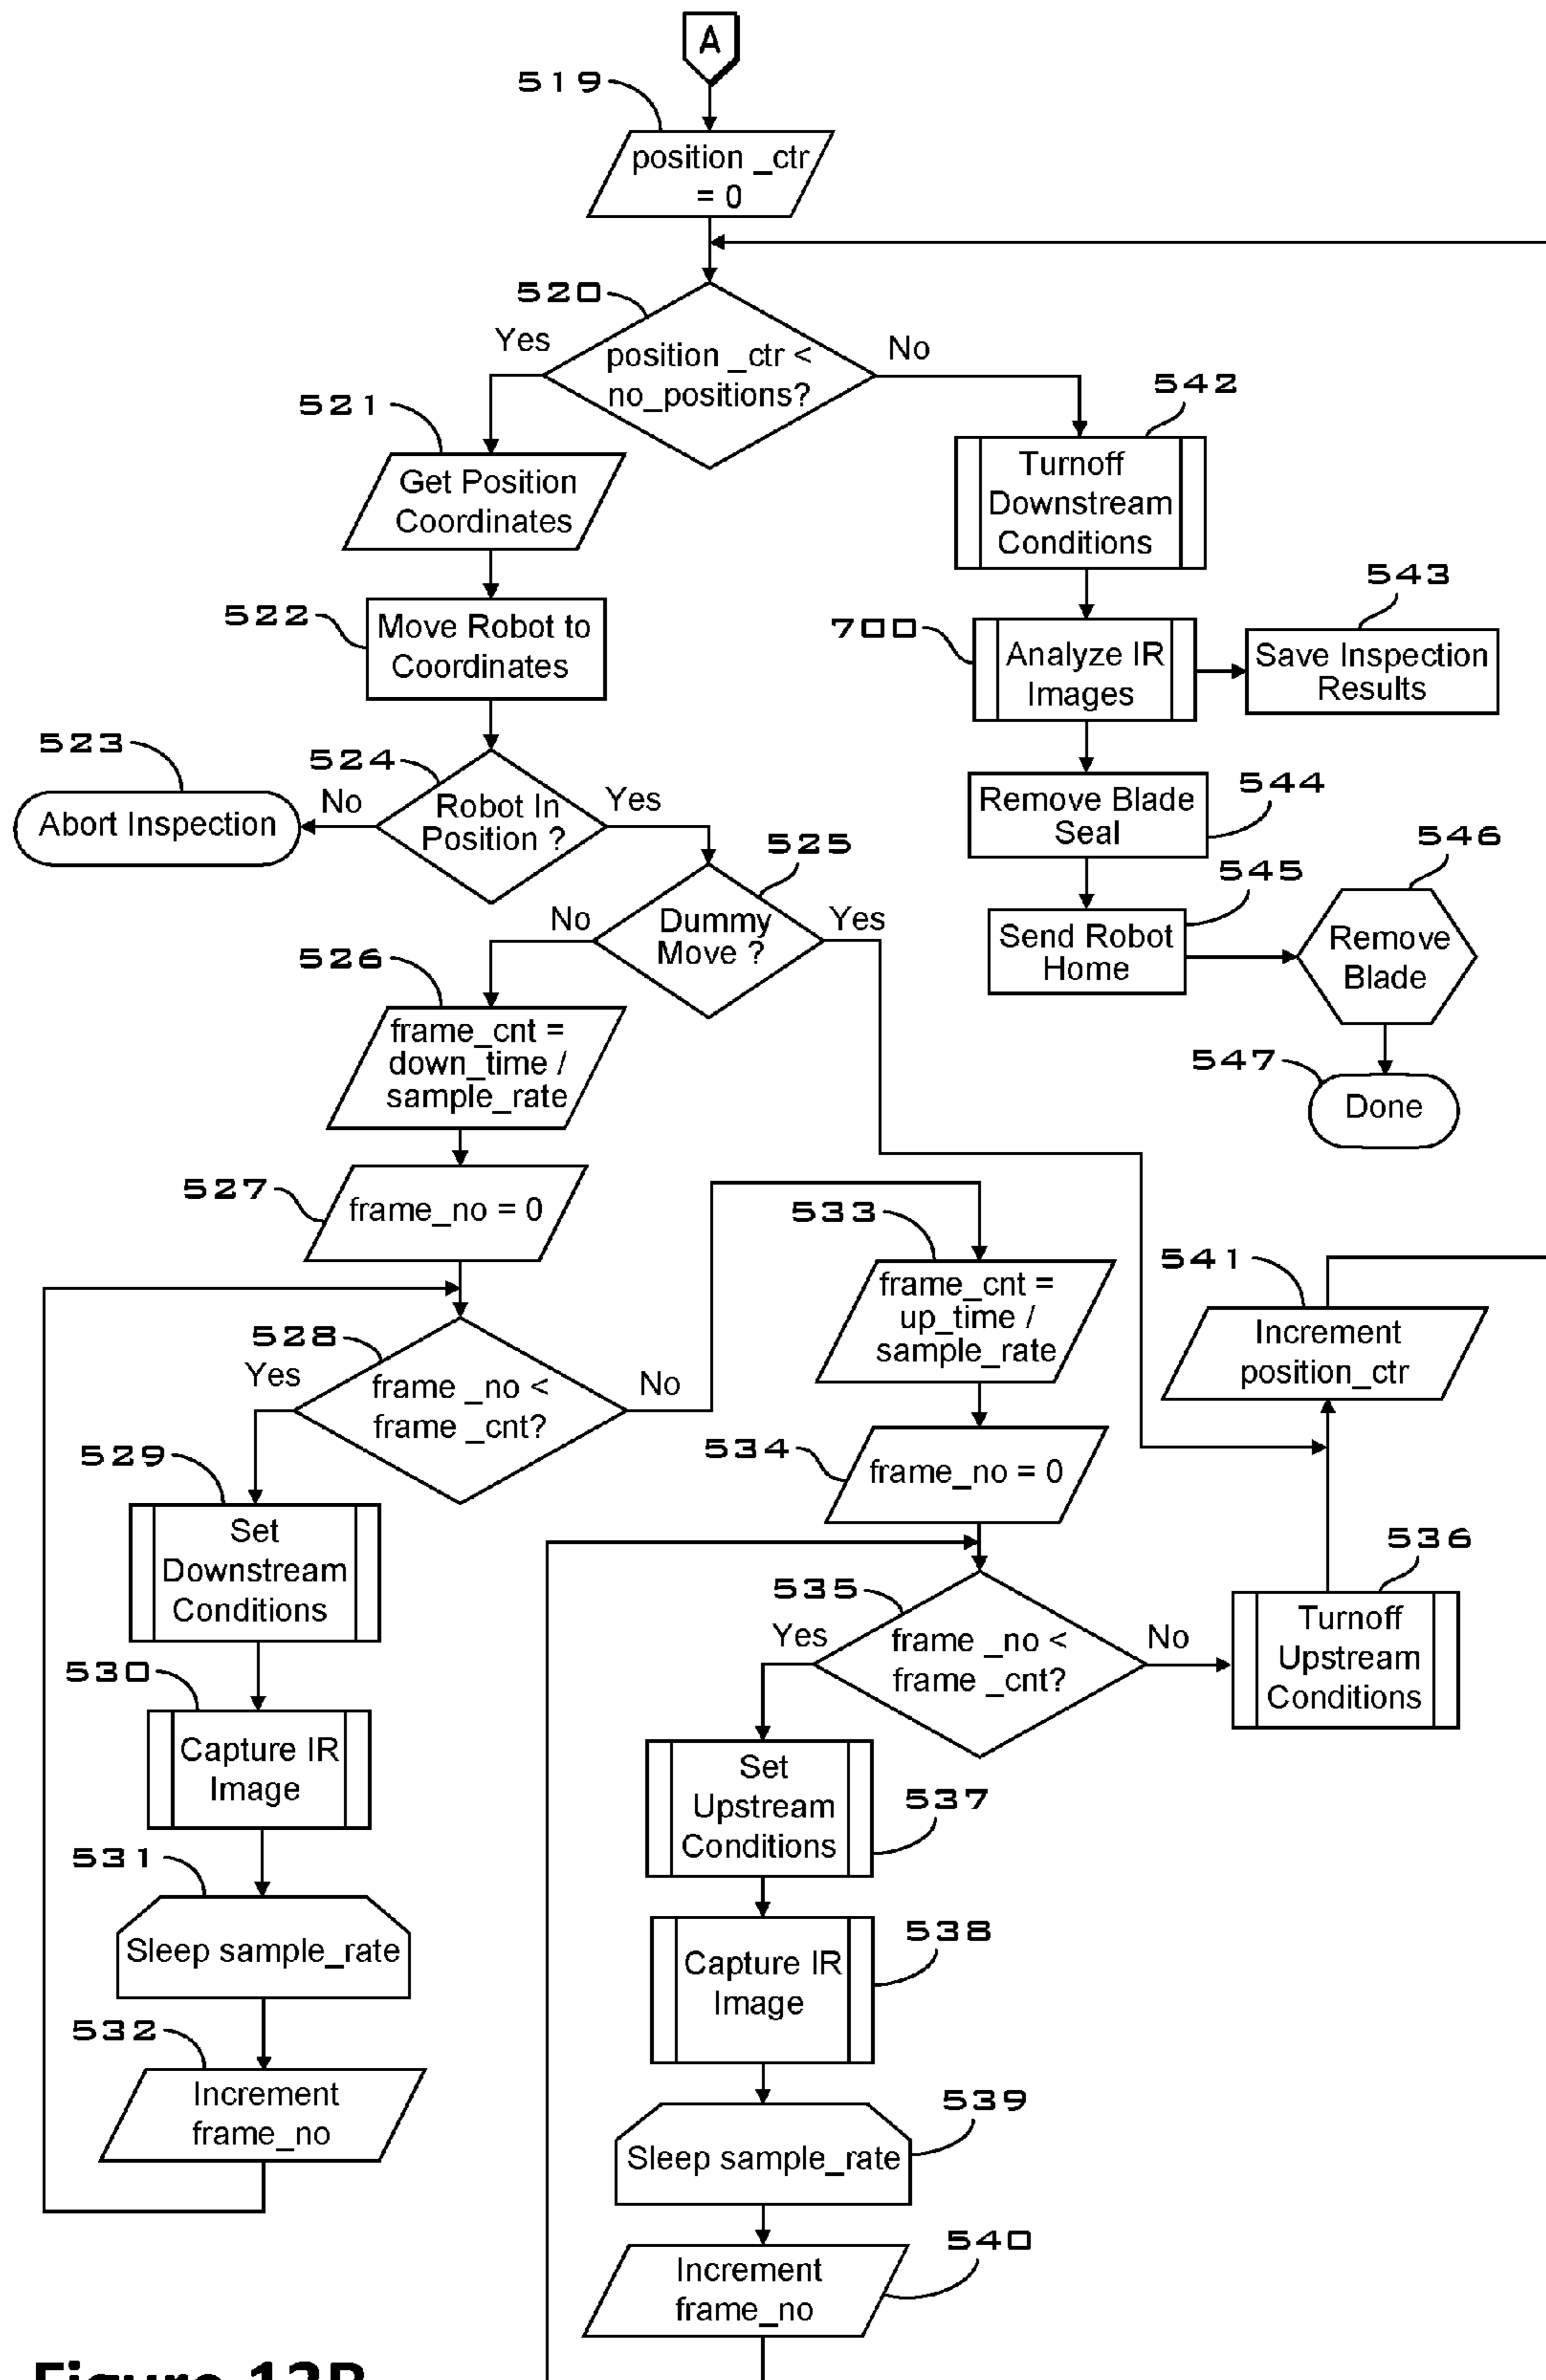 A
519
position _ctr
= 0
520
Yes
No
position _ctr <
no_positions?
521
Get Position
Coordinates
542
Turnoff
Downstream
Conditions
522
Move Robot to
Coordinates
700
Analyze IR
Images
543
Save Inspection
Results
523
Abort Inspection
524
No
Yes
Robot In
Position ?
544
Remove Blade
Seal
525
No
Yes
Dummy
Move ?
545
Send Robot
Home
546
Remove
Blade
547
Done
526
frame_cnt =
down_time /
sample_rate
527
frame_no = 0
528
Yes
No
frame _no <
frame _cnt?
533
frame_cnt =
up_time /
sample_rate
541
Increment
position_ctr
534
frame_no = 0
529
Set
Downstream
Conditions
535
Yes
No
frame _no <
frame _cnt?
536
Turnoff
Upstream
Conditions
530
Capture IR
Image
537
Set
Upstream
Conditions
531
Sleep sample_rate
538
Capture IR
Image
532
Increment
frame_no
539
Sleep sample_rate
540
Increment
frame_no
Figure 12B